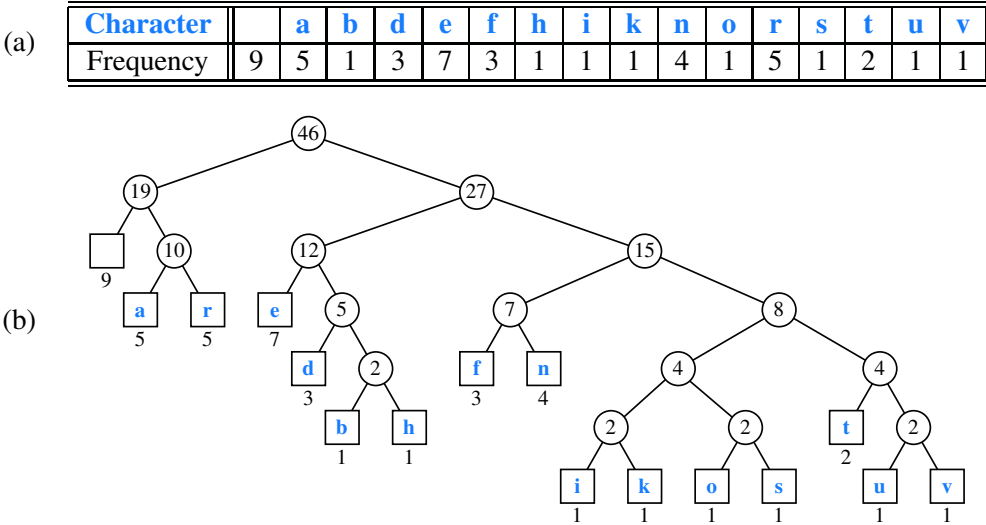 (a)
Character a b d e f h i k n o r s t u v
Frequency 9 5 1 3 7 3 1 1 1 4 1 5 1 2 1 1
46
19 27
10 12 15
9
a r e 5 7 8
5 5 7
(b)
d 2 f n 4 4
3 3 4
b h 2 2 t 2
1 1 2
i k o s u v
1 1 1 1 1 1